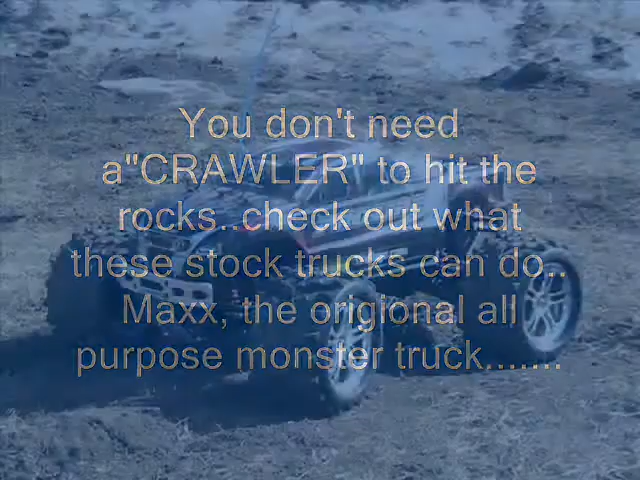 You don't need
a"CRAWLER" to hit the
rocks..check out what
these stock trucks can do..
Maxx, the origional all
purpose monster truck.......